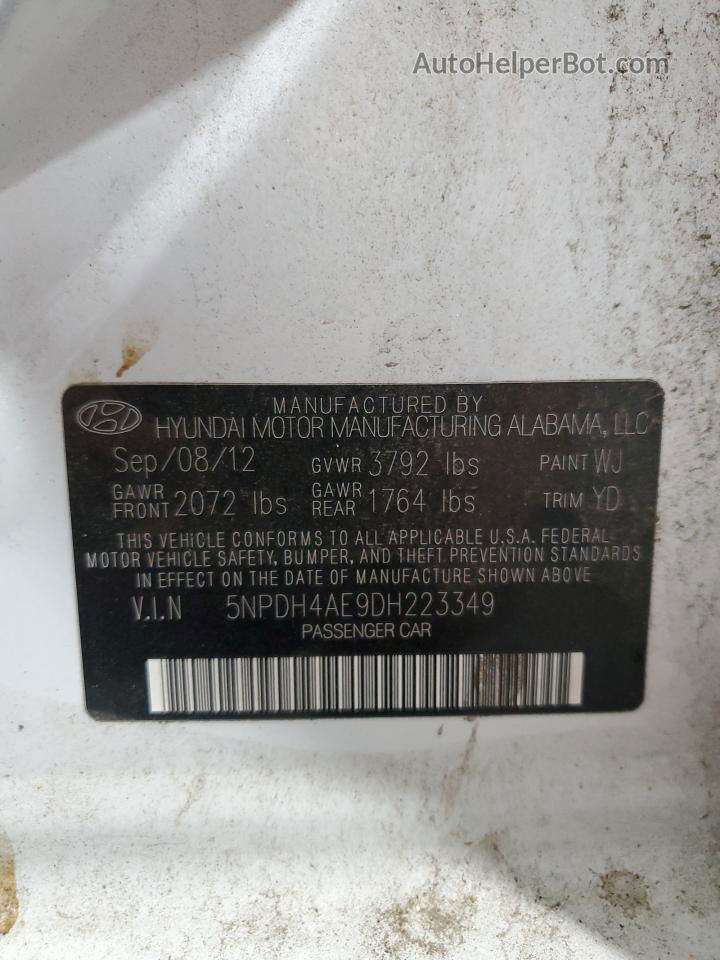 AutoHelperBot.com
MANUFACTURED BY
HYUNDAI MOTOR MANUFACTURING ALABAMA, LLC
Sep/08/12 GVWR 3792 lbs PAINT WJ
GAWR FRONT 2072 lbs GAWR REAR 1764 lbs TRIM YD
THIS VEHICLE CONFORMS TO ALL APPLICABLE U.S.A. FEDERAL
MOTOR VEHICLE SAFETY, BUMPER, AND THEFT PREVENTION STANDARDS
IN EFFECT ON THE DATE OF MANUFACTURE SHOWN ABOVE.
V.I.N 5NPDH4AE9DH223349
PASSENGER CAR